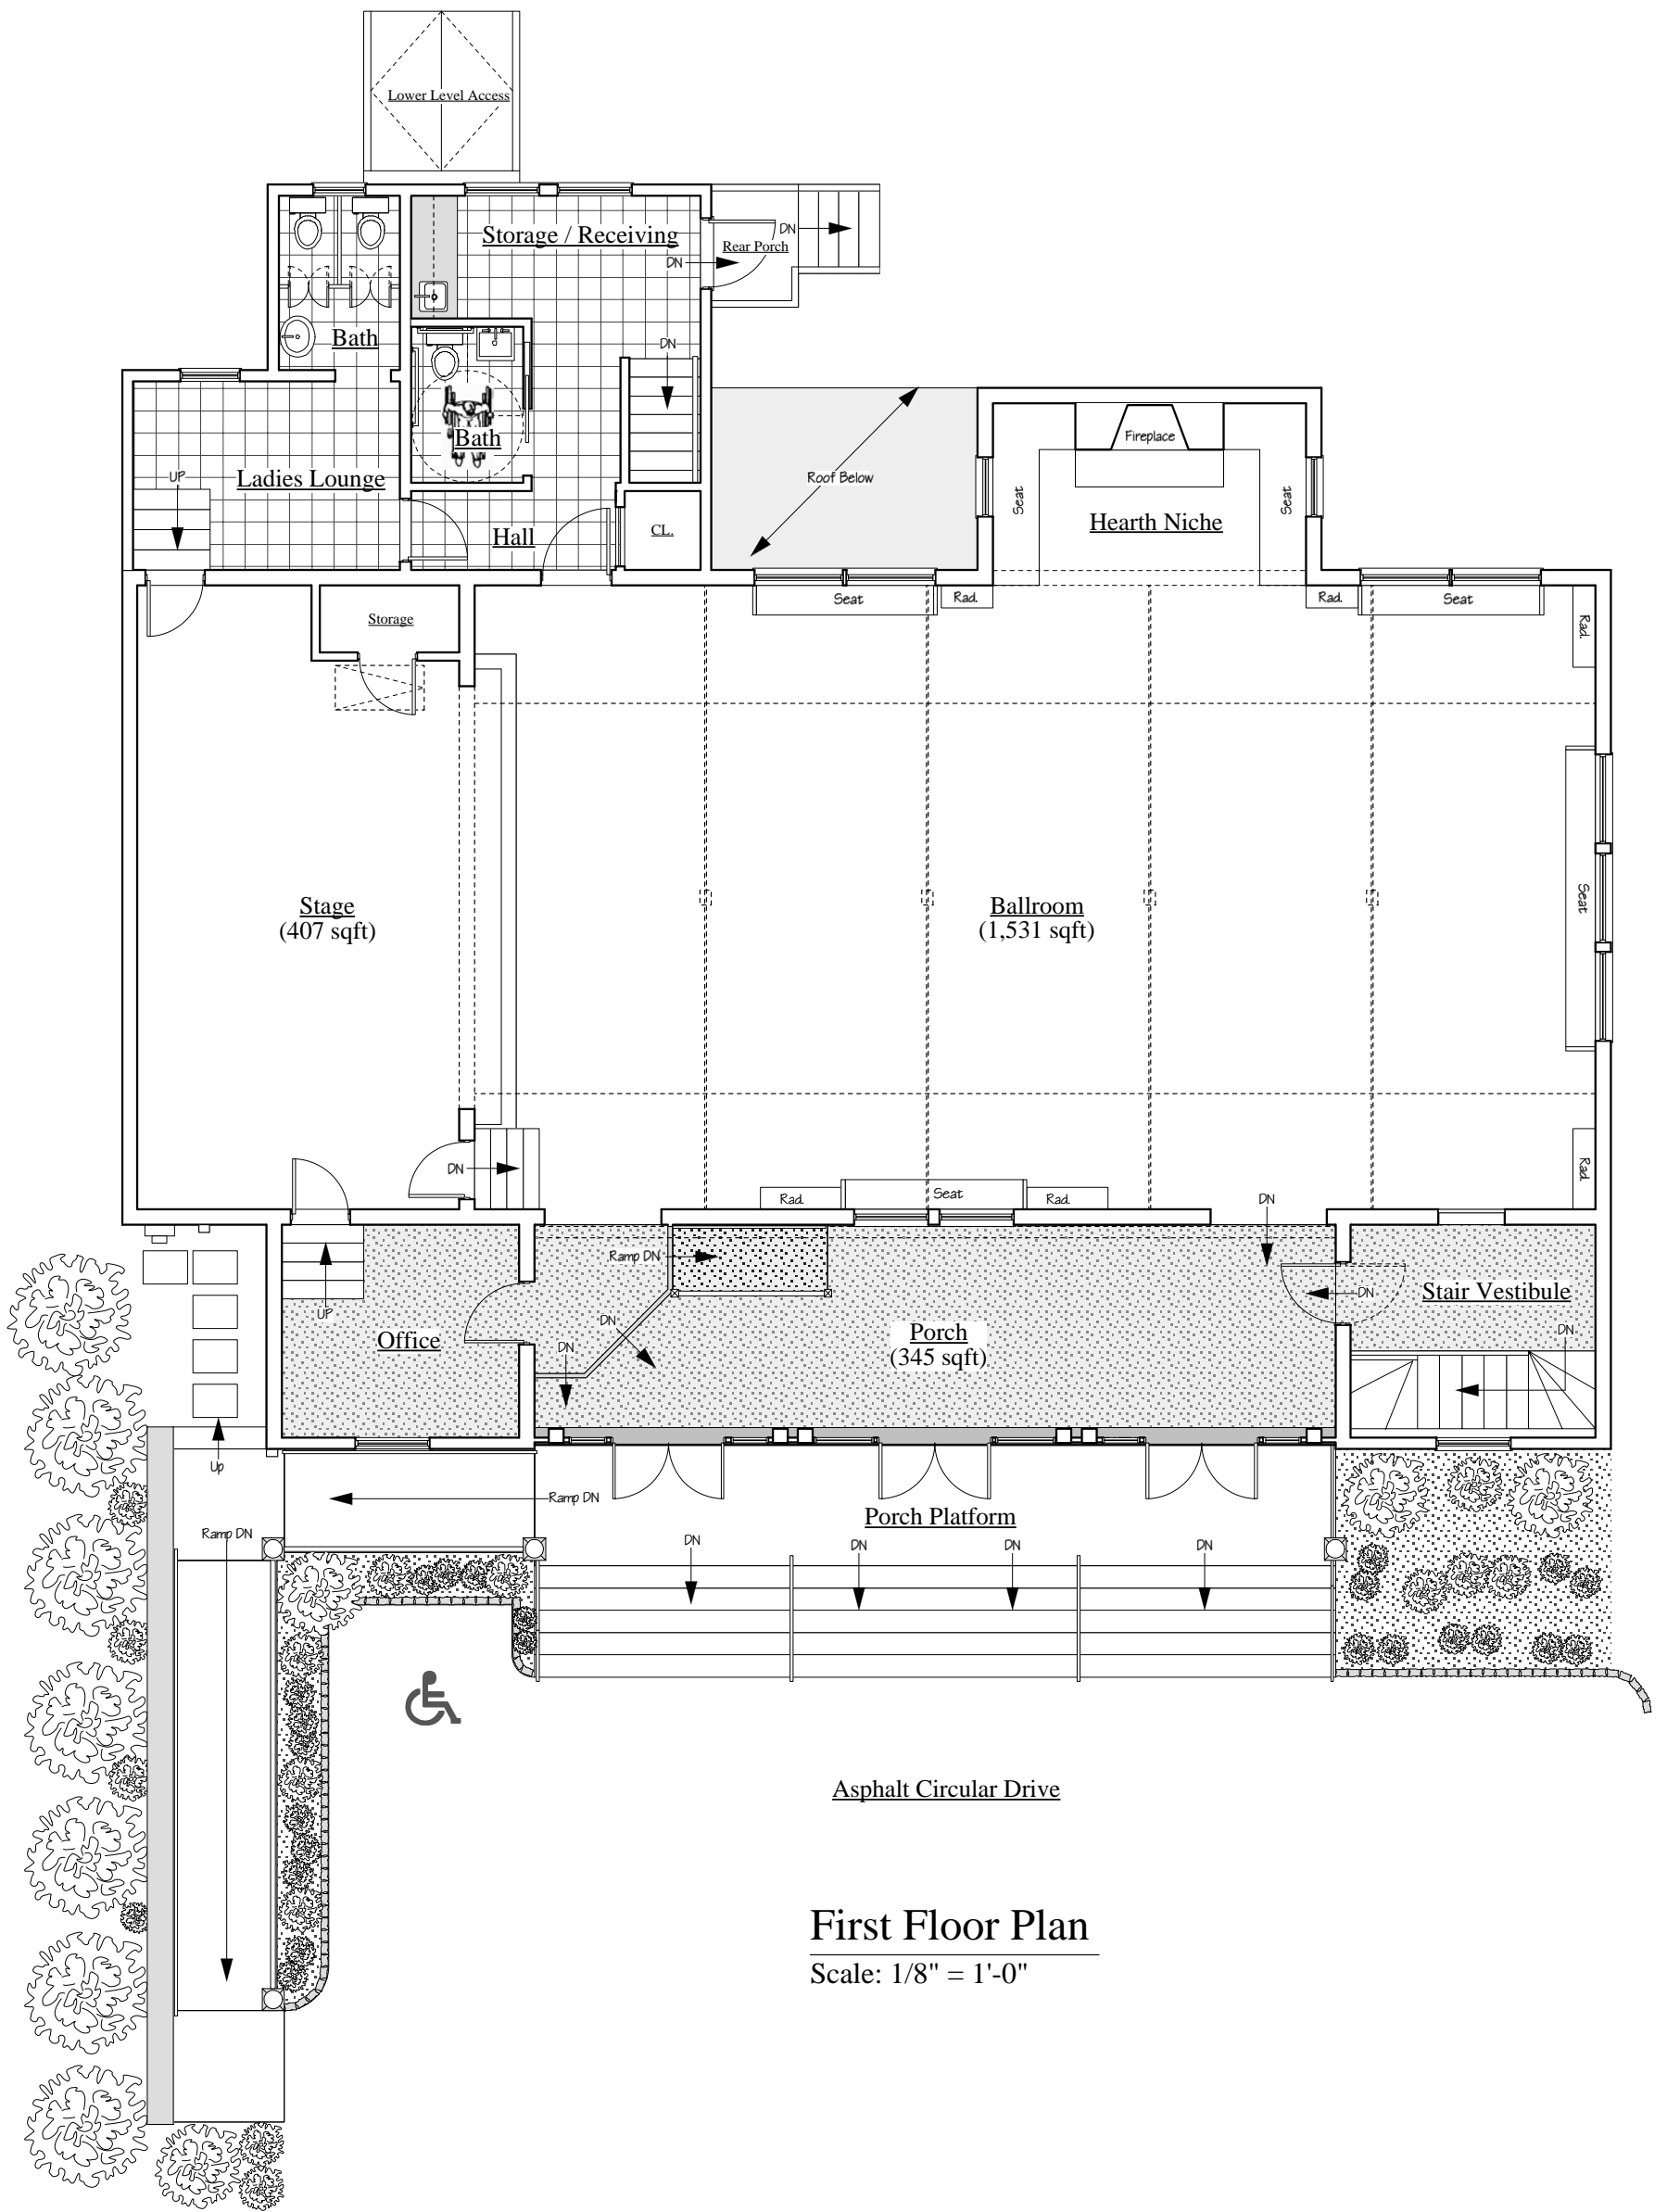 Lower Level Access
Storage / Receiving
DN
Rear Porch
DN
Bath
DN
Bath
UP
Ladies Lounge
Hall
CL.
Roof Below
Fireplace
Seat
Seat
Hearth Niche
Storage
Seat
Rad.
Rad.
Seat
Rad.
Stage
(407 sqft)
Ballroom
(1,531 sqft)
Seat
DN
Rad.
Seat
Rad.
Rad.
DN
Ramp DN
UP
Office
DN
DN
Porch
(345 sqft)
DN
Stair Vestibule
DN
Up
Ramp DN
Ramp DN
Porch Platform
DN
DN
DN
DN
Asphalt Circular Drive
First Floor Plan
Scale: 1/8" = 1'-0"